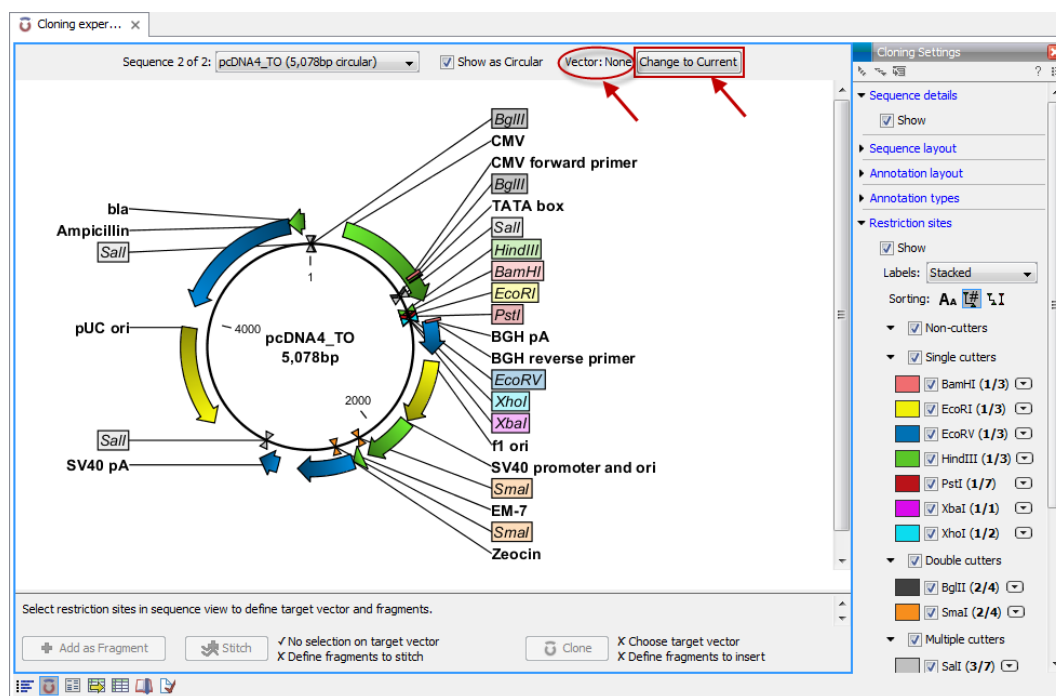 Cloning exper...
Sequence 2 of 2: pcDNA4_TO (5,078bp circular) Show as Circular Vector: None Change to Current
BglII
CMV
CMV forward primer
BglII
TATA box
SalI
HindIII
BamHI
EcoRI
PstI
BGH pA
BGH reverse primer
EcoRV
XhoI
XbaI
f1 ori
SV40 promoter and ori
SmaI
EM-7
SmaI
Zeocin
bla
Ampicillin
SalI
pUC ori
SalI
SV40 pA
1
2000
4000
pcDNA4_TO
5,078bp
Select restriction sites in sequence view to define target vector and fragments.
Add as Fragment
Stitch
✓ No selection on target vector
✗ Define fragments to stitch
Clone
✗ Choose target vector
✗ Define fragments to insert
Cloning Settings
?
Sequence details
Show
Sequence layout
Annotation layout
Annotation types
Restriction sites
Show
Labels: Stacked
Sorting: AA
Non-cutters
Single cutters
BamHI (1/3)
EcoRI (1/3)
EcoRV (1/3)
HindIII (1/3)
PstI (1/7)
XbaI (1/1)
XhoI (1/2)
Double cutters
BglII (2/4)
SmaI (2/4)
Multiple cutters
SalI (3/7)